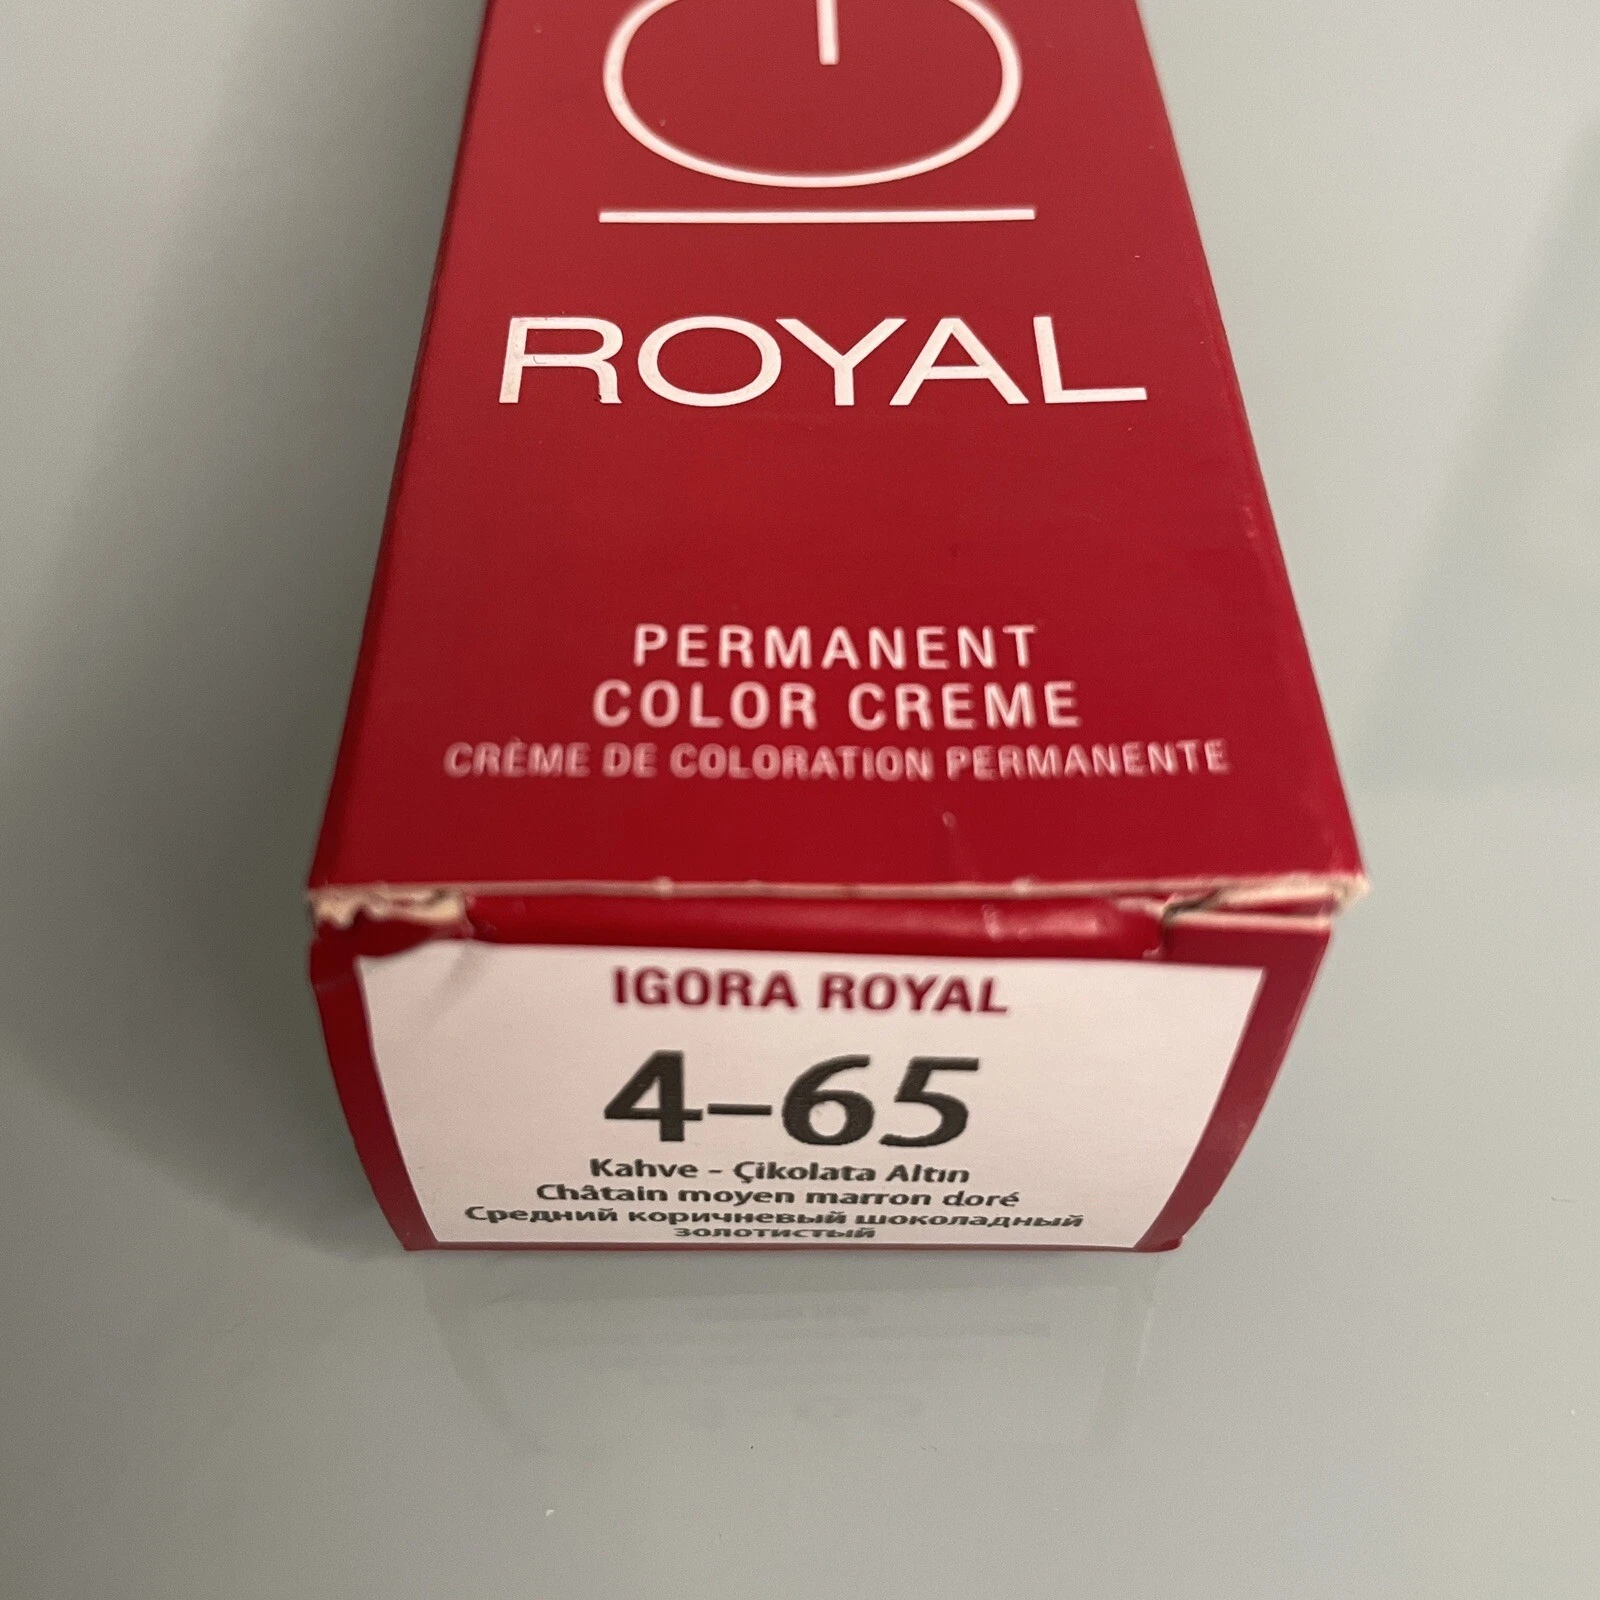 IG
ROYAL
PERMANENT
COLOR CREME
CRÈME DE COLORATION PERMANENTE
IGORA ROYAL
4–65
Kahve - Çikolata Altın
Châtain moyen marron doré
Средний коричневый шоколадный
золотистый